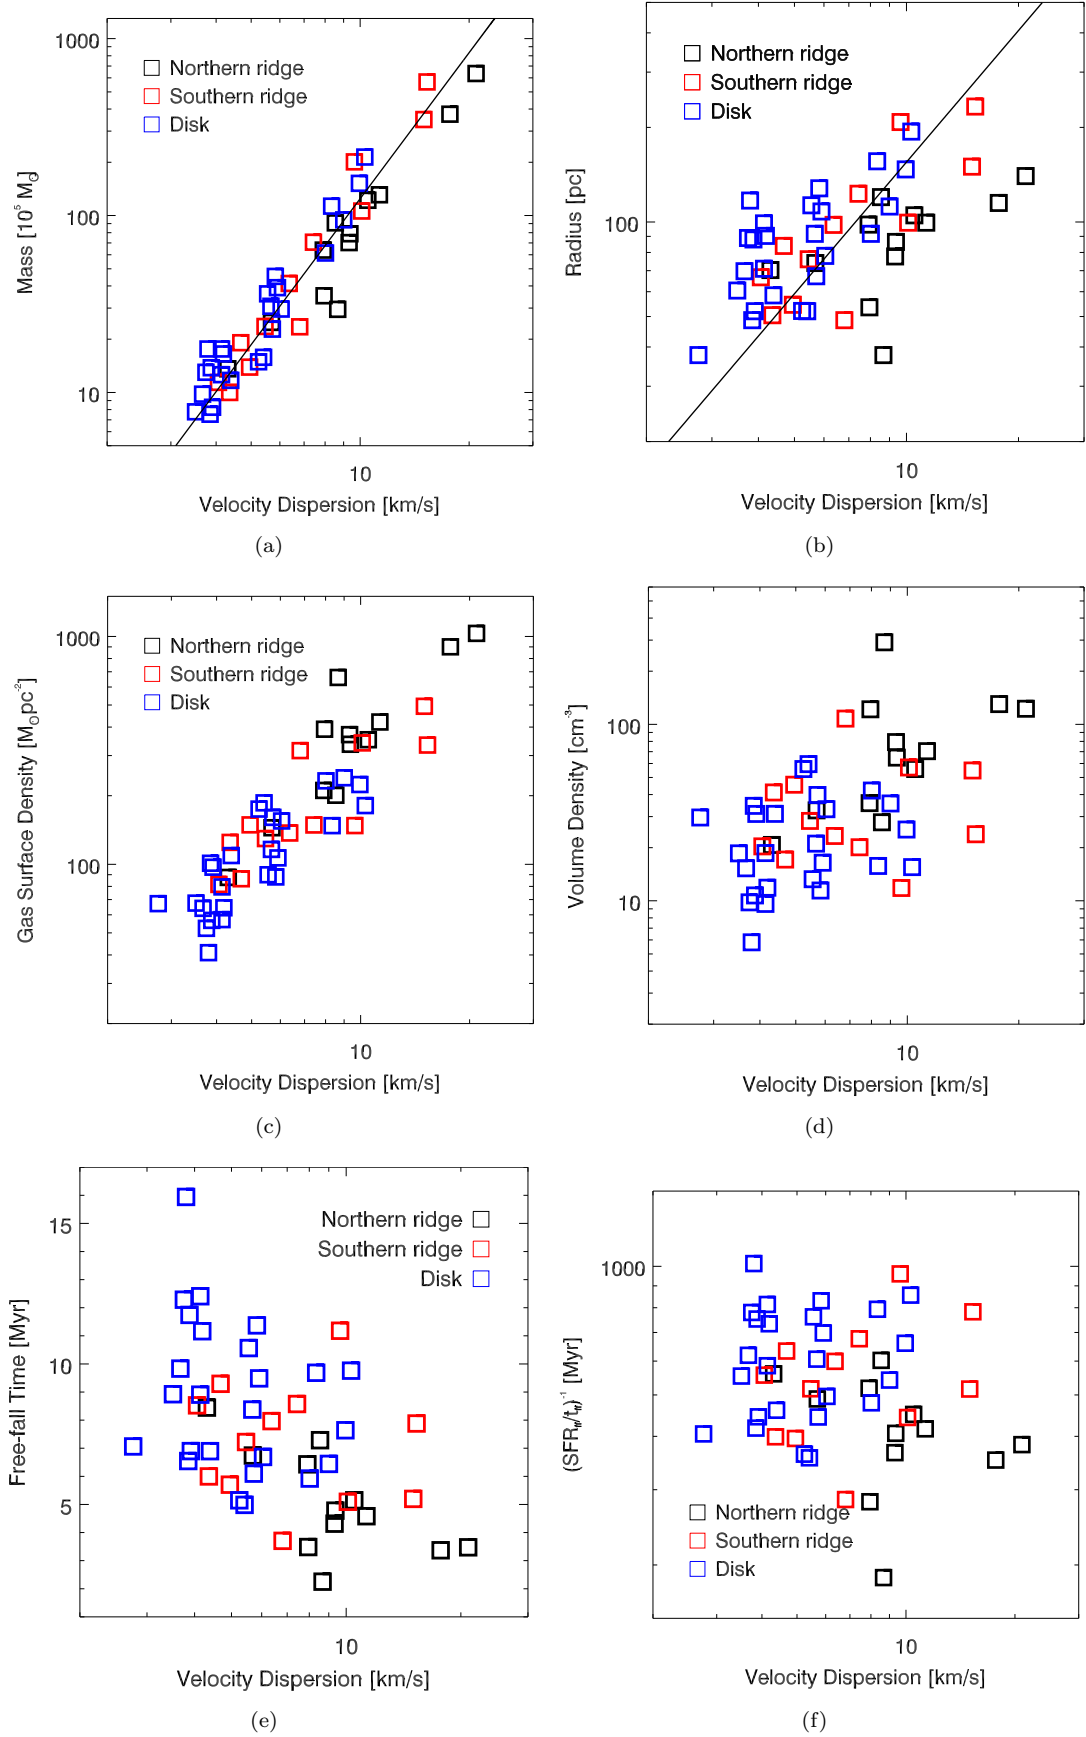 1000
100
10
Mass [10⁵ M⊙]
Northern ridge
Southern ridge
Disk
10
Velocity Dispersion [km/s]
(a)
100
Radius [pc]
Northern ridge
Southern ridge
Disk
10
Velocity Dispersion [km/s]
(b)
1000
100
Gas Surface Density [M⊙pc⁻²]
Northern ridge
Southern ridge
Disk
10
Velocity Dispersion [km/s]
(c)
100
10
Volume Density [cm⁻³]
10
Velocity Dispersion [km/s]
(d)
15
10
5
Free-fall Time [Myr]
Northern ridge
Southern ridge
Disk
10
Velocity Dispersion [km/s]
(e)
1000
(SFRff/tff)⁻¹ [Myr]
Northern ridge
Southern ridge
Disk
10
Velocity Dispersion [km/s]
(f)